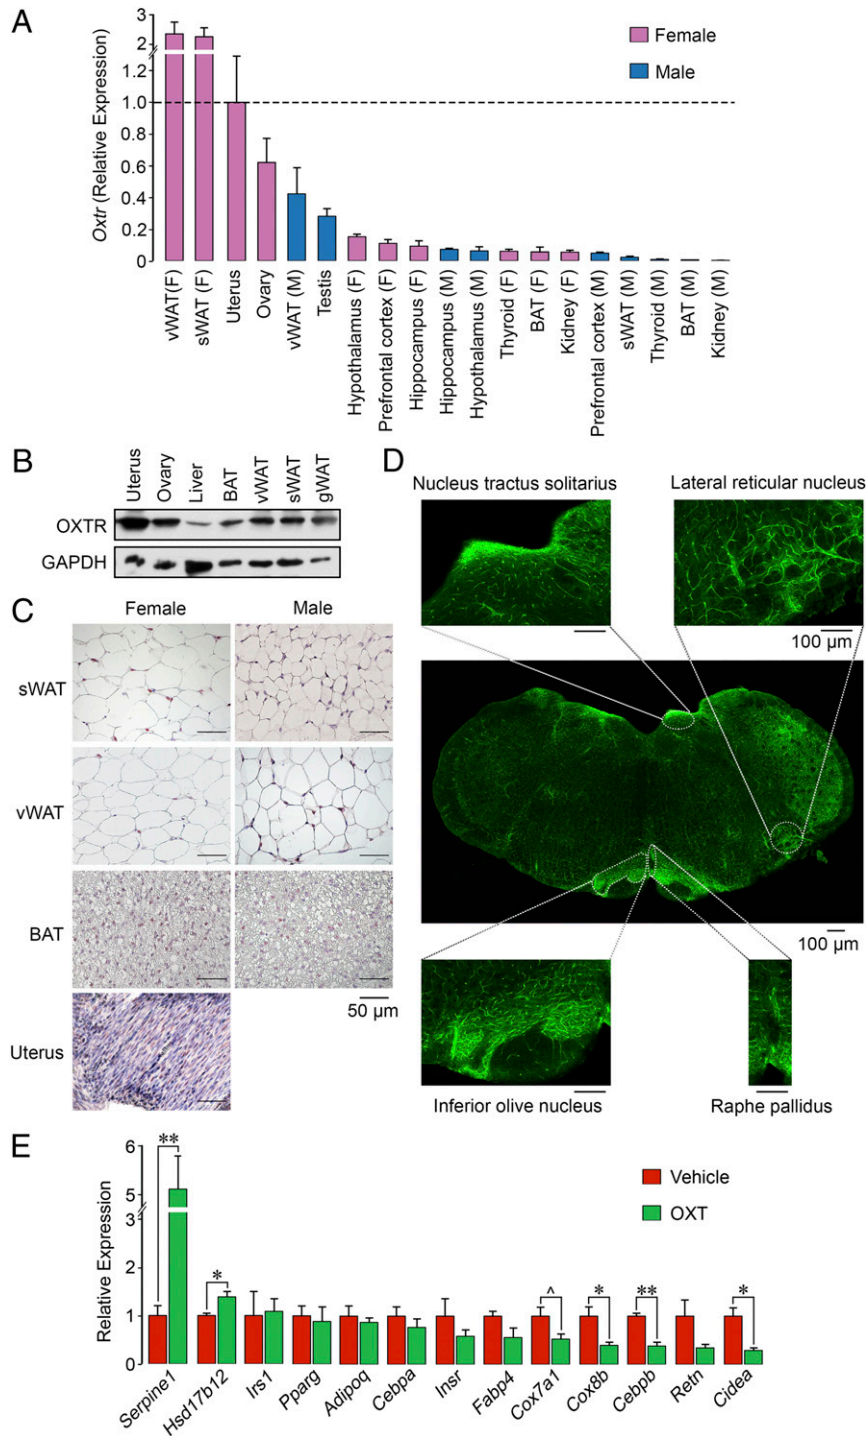 A
Oxtr (Relative Expression)
3
2
1.2
1.0
0.8
0.6
0.4
0.2
0
Female
Male
vWAT(F)
sWAT (F)
Uterus
Ovary
vWAT (M)
Testis
Hypothalamus (F)
Prefrontal cortex (F)
Hippocampus (F)
Hippocampus (M)
Hypothalamus (M)
Thyroid (F)
BAT (F)
Kidney (F)
Prefrontal cortex (M)
sWAT (M)
Thyroid (M)
BAT (M)
Kidney (M)
B
Uterus
Ovary
Liver
BAT
vWAT
sWAT
gWAT
OXTR
GAPDH
C
Female Male
sWAT
vWAT
BAT
50 µm
Uterus
D
Nucleus tractus solitarius Lateral reticular nucleus
100 µm
100 µm
Inferior olive nucleus Raphe pallidus
E
Relative Expression
6
5
3
2
1
0
** * ^ * ** *
Vehicle
OXT
Serpine1
Hsd17b12
Irs1
Pparg
Adipoq
Cebpa
Insr
Fabp4
Cox7a1
Cox8b
Cebpb
Retn
Cidea